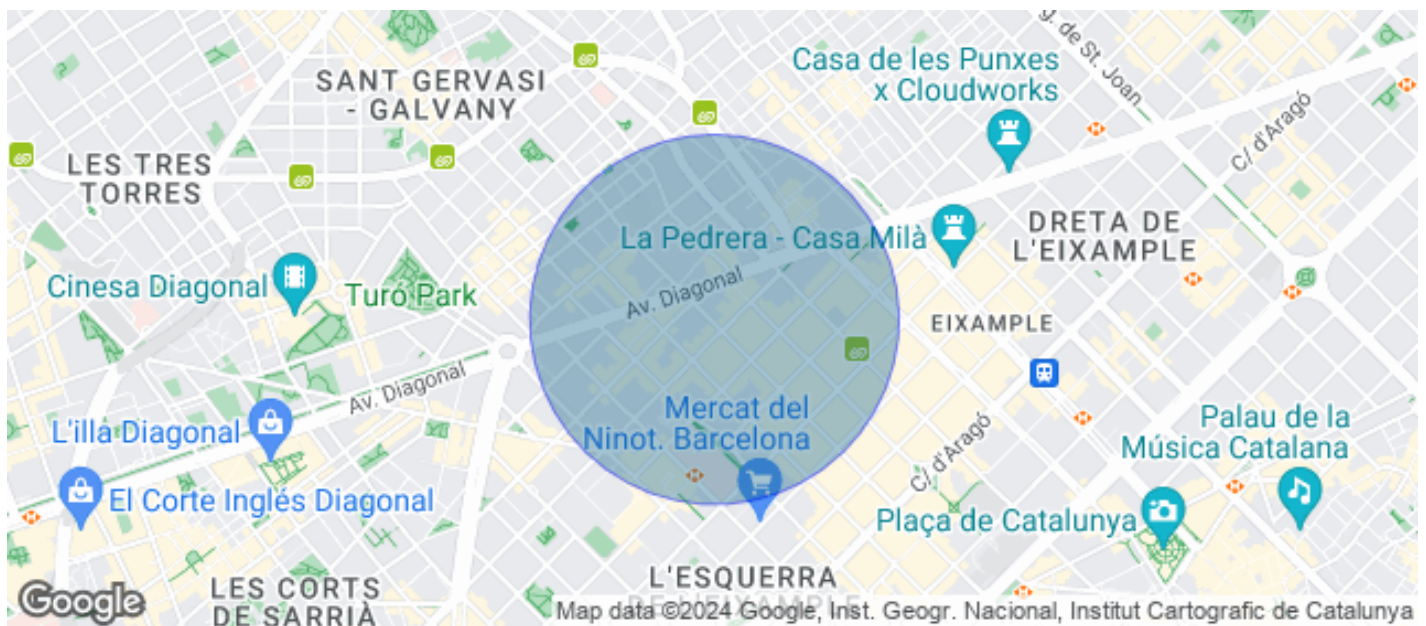 g. de St. Joan
Casa de les Punxes
x Cloudworks
SANT GERVASI
- GALVANY
C/ d'Aragó
LES TRES
TORRES
La Pedrera - Casa Milà
DRETA DE
L'EIXAMPLE
Cinesa Diagonal
Turó Park
Av. Diagonal
EIXAMPLE
Av. Diagonal
Mercat del
Ninot. Barcelona
L'illa Diagonal
C/ d'Aragó
Palau de la
Música Catalana
El Corte Inglés Diagonal
Plaça de Catalunya
L'ESQUERRA
DE L'EIXAMPLE
LES CORTS
DE SARRIÀ
Google
Map data ©2024 Google, Inst. Geogr. Nacional, Institut Cartografic de Catalunya